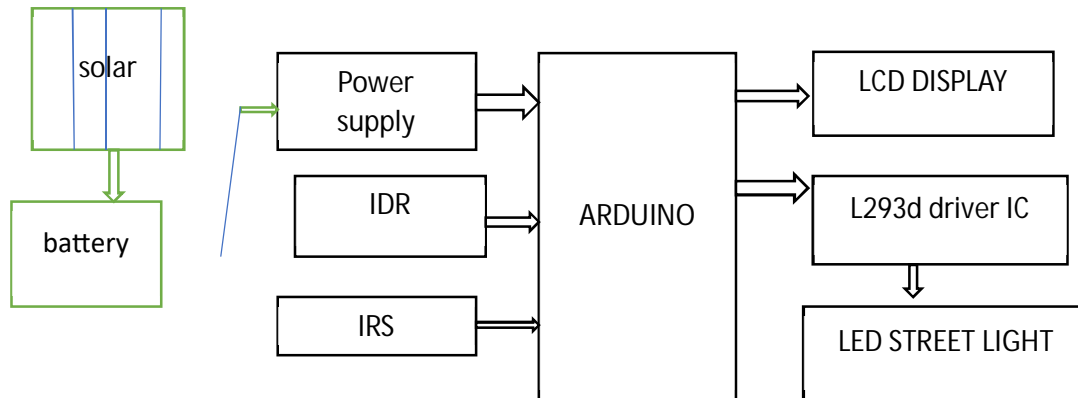 solar
battery
Power
supply
IDR
IRS
ARDUINO
LCD DISPLAY
L293d driver IC
LED STREET LIGHT